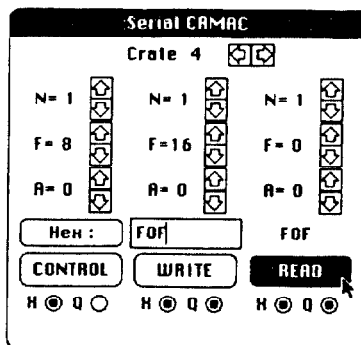 Serial CAMAC
Crate 4
N= 1 N= 1 N= 1
F= 8 F=16 F= 0
A= 0 A= 0 A= 0
Hex : F0F F0F
CONTROL WRITE READ
X Q X Q X Q